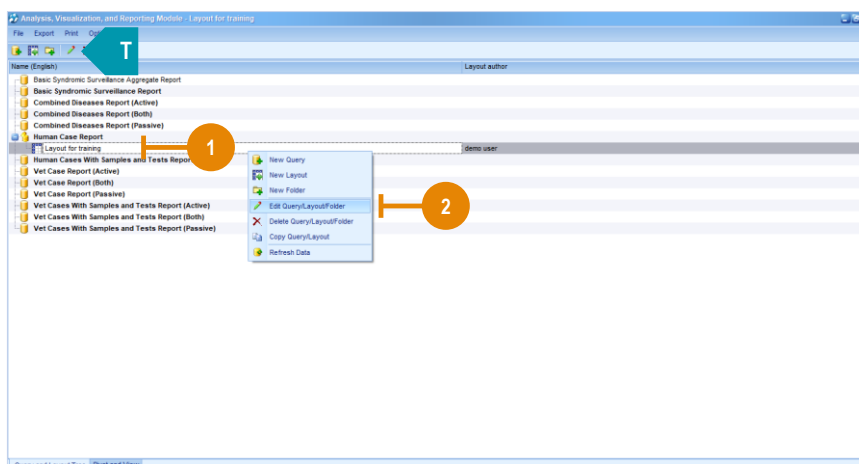 Analysis, Visualization, and Reporting Module - Layout for training
File Export Print
T
Name (English) Layout author
Basic Syndromic Surveillance Aggregate Report
Basic Syndromic Surveillance Report
Combined Diseases Report (Active)
Combined Diseases Report (Both)
Combined Diseases Report (Passive)
Human Case Report
Layout for training demo user
1
Human Cases With Samples and Tests Repor
Vet Case Report (Active)
Vet Case Report (Both)
Vet Case Report (Passive)
Vet Cases With Samples and Tests Report (Active)
Vet Cases With Samples and Tests Report (Both)
Vet Cases With Samples and Tests Report (Passive)
New Query
New Layout
New Folder
Edit Query/Layout/Folder
2
Delete Query/Layout/Folder
Copy Query/Layout
Refresh Data